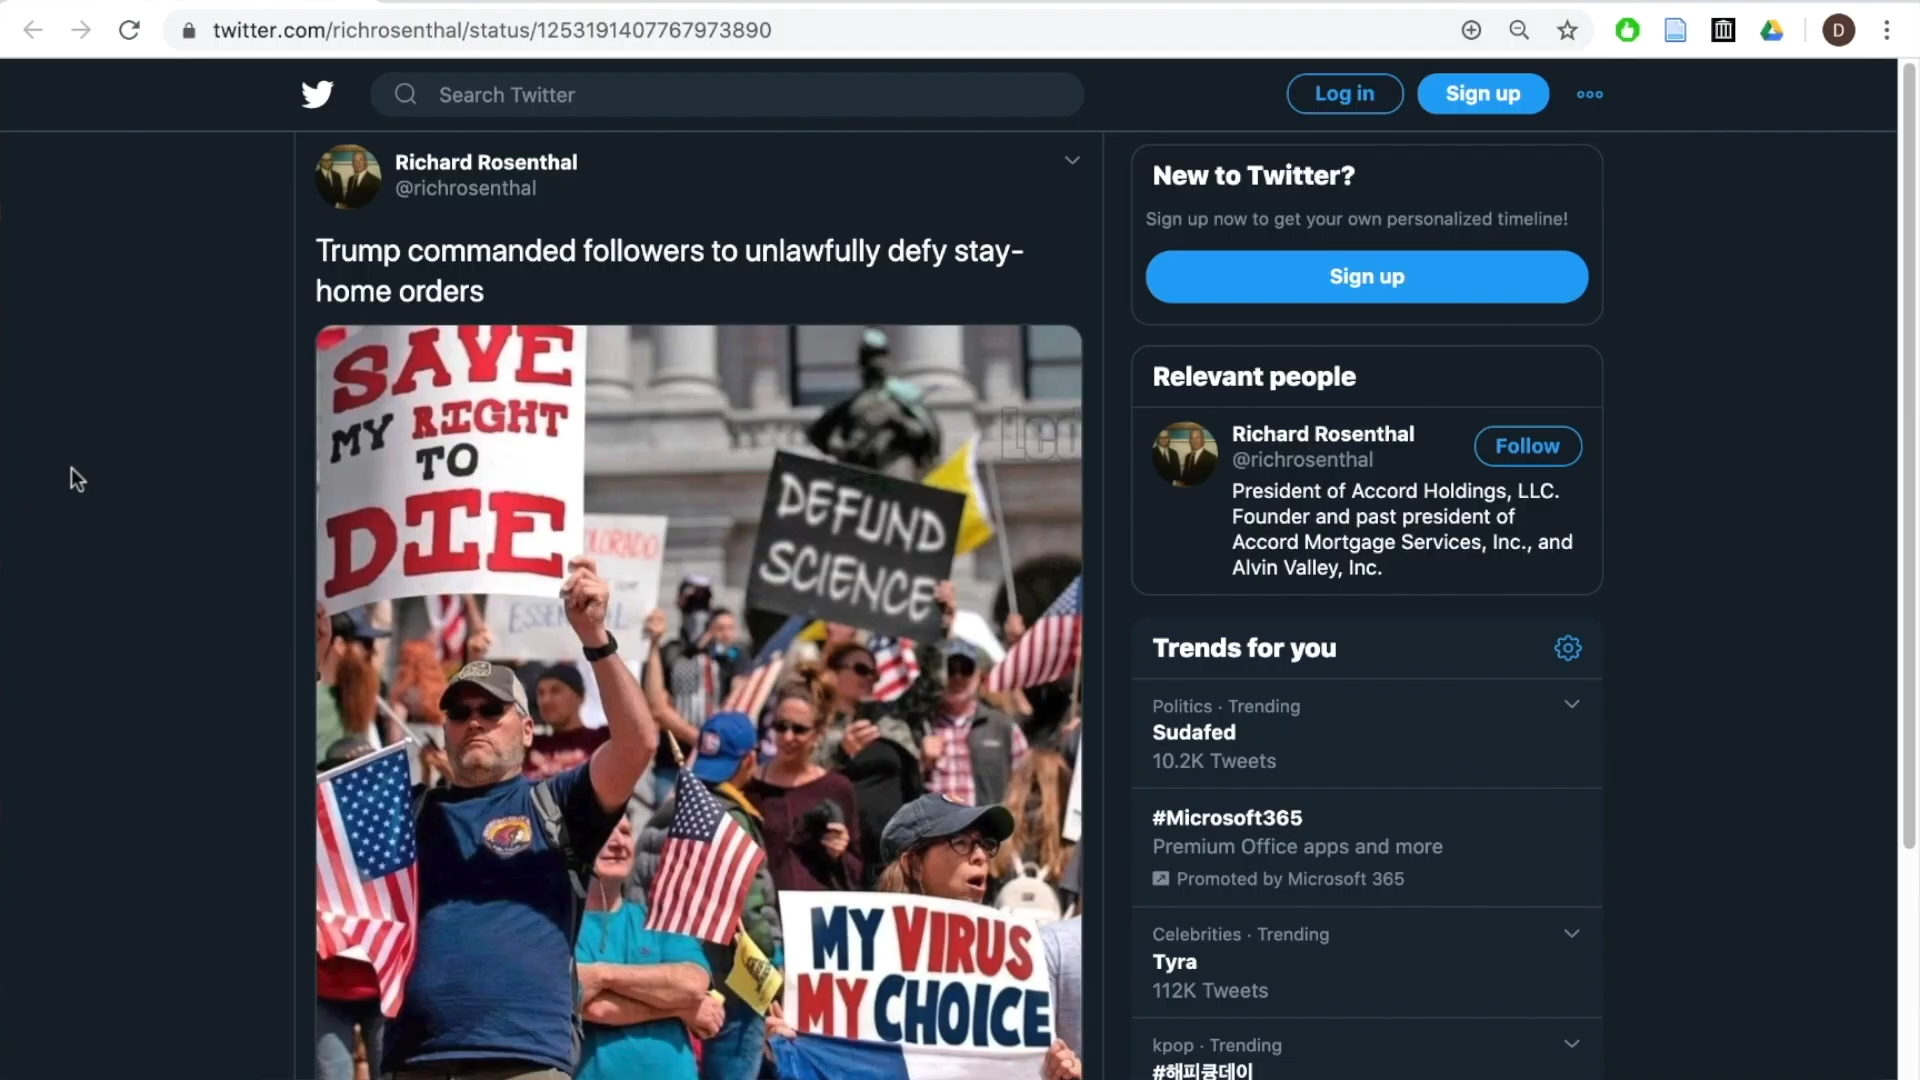 twitter.com/richrosenthal/status/1253191407767973890
D
Search Twitter
Log in
Sign up
Richard Rosenthal
@richrosenthal
Trump commanded followers to unlawfully defy stay-
home orders
SAVE
MY RIGHT
TO
DIE
DEFUND
SCIENCE
MY VIRUS
MY CHOICE
New to Twitter?
Sign up now to get your own personalized timeline!
Sign up
Relevant people
Richard Rosenthal
@richrosenthal
Follow
President of Accord Holdings, LLC.
Founder and past president of
Accord Mortgage Services, Inc., and
Alvin Valley, Inc.
Trends for you
Politics · Trending
Sudafed
10.2K Tweets
#Microsoft365
Premium Office apps and more
Promoted by Microsoft 365
Celebrities · Trending
Tyra
112K Tweets
kpop · Trending
#해피큥데이